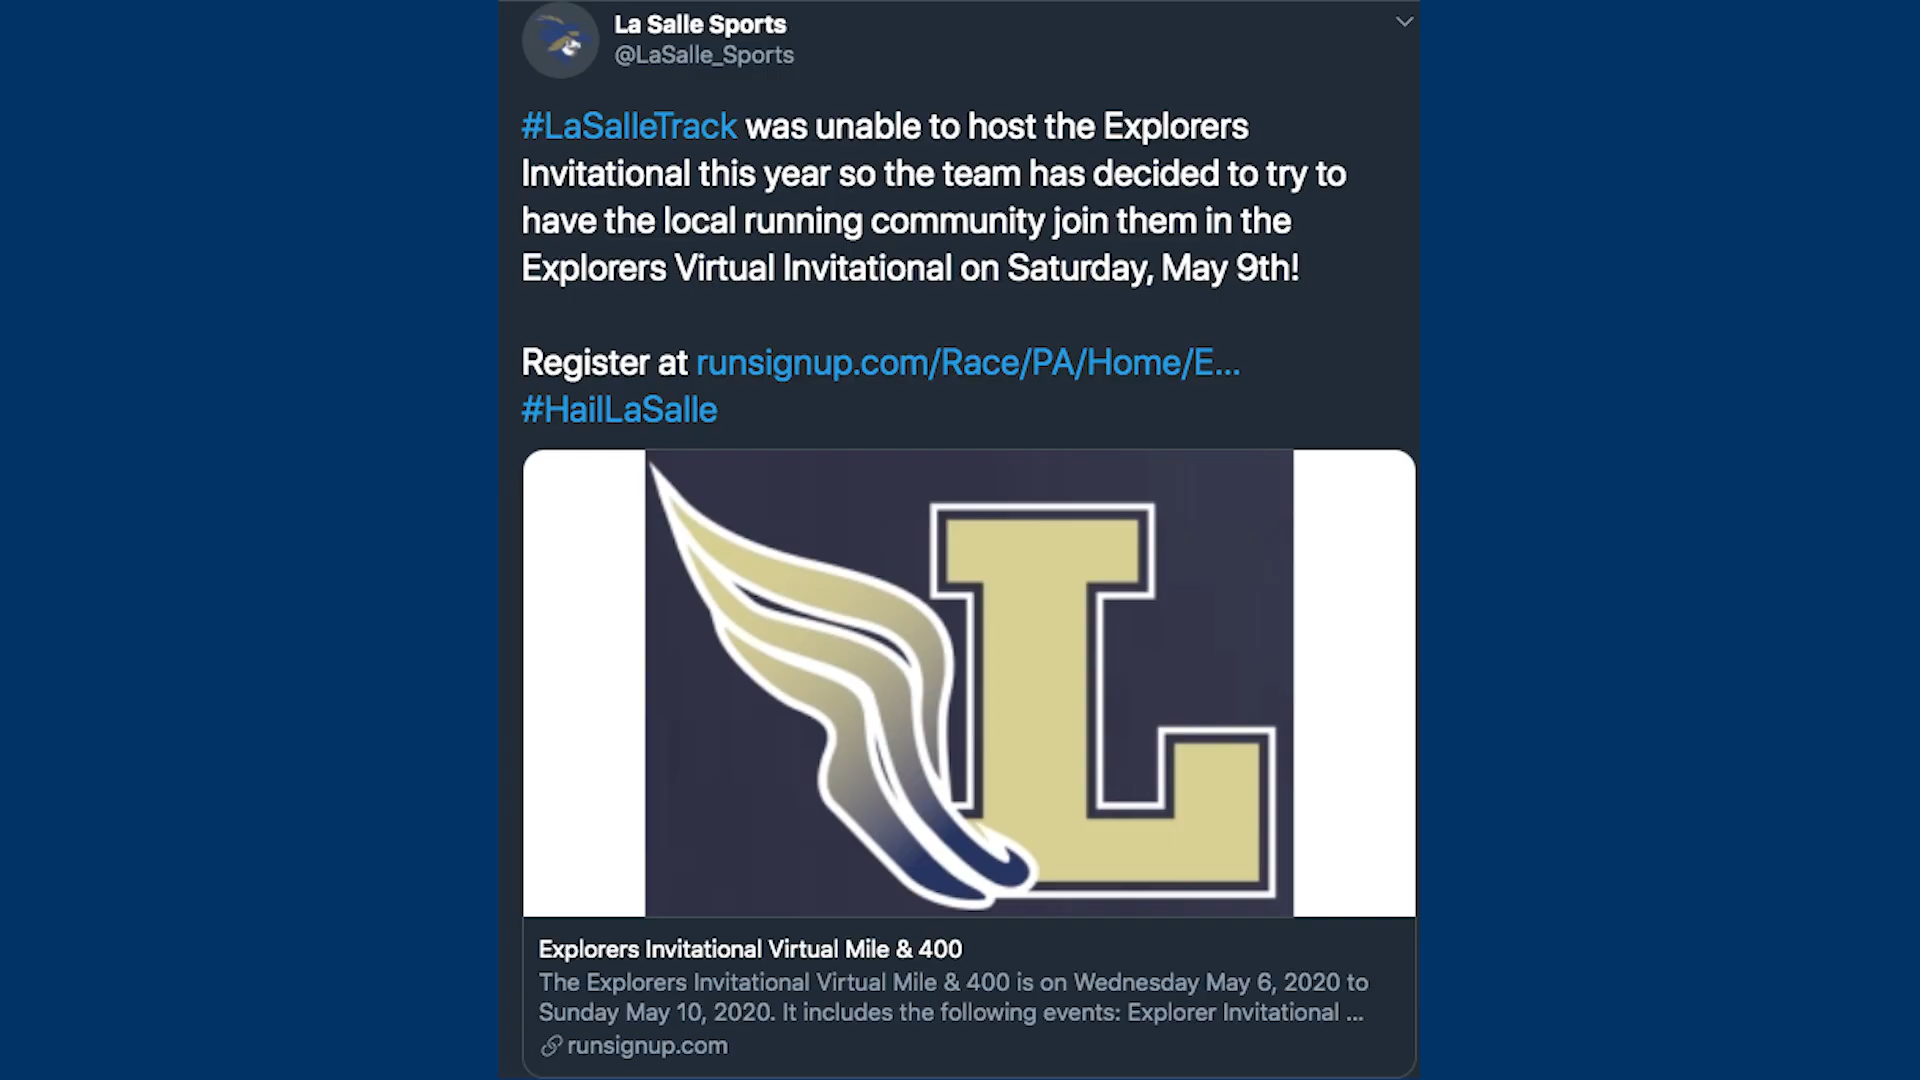 La Salle Sports
@LaSalle_Sports
#LaSalleTrack was unable to host the Explorers
Invitational this year so the team has decided to try to
have the local running community join them in the
Explorers Virtual Invitational on Saturday, May 9th!
Register at runsignup.com/Race/PA/Home/E...
#HailLaSalle
L
Explorers Invitational Virtual Mile & 400
The Explorers Invitational Virtual Mile & 400 is on Wednesday May 6, 2020 to
Sunday May 10, 2020. It includes the following events: Explorer Invitational ...
runsignup.com